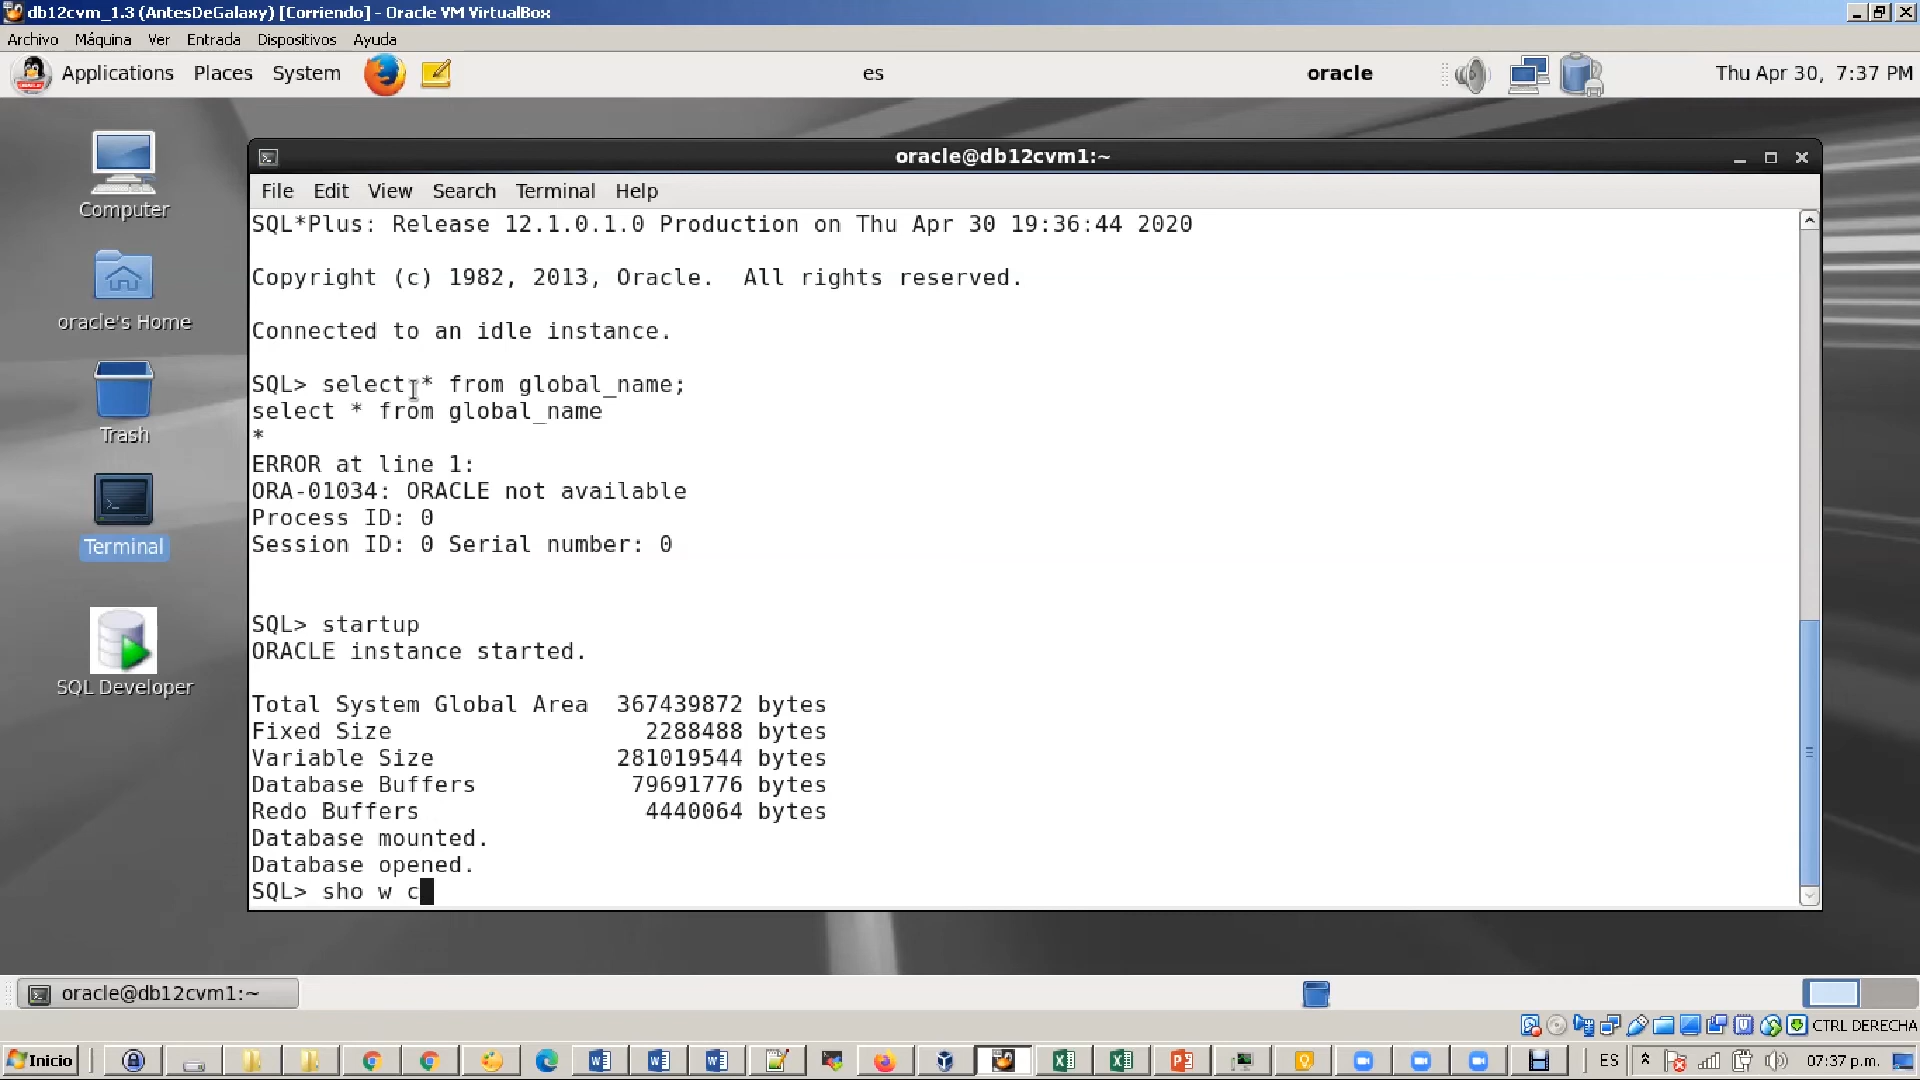 db12cvm_1.3 (AntesDeGalaxy) [Corriendo] - Oracle VM VirtualBox
Archivo Máquina Ver Entrada Dispositivos Ayuda
Applications Places System es oracle Thu Apr 30, 7:37 PM
Computer
oracle's Home
Trash
Terminal
SQL Developer
oracle@db12cvm1:~
File Edit View Search Terminal Help
SQL*Plus: Release 12.1.0.1.0 Production on Thu Apr 30 19:36:44 2020
Copyright (c) 1982, 2013, Oracle.  All rights reserved.
Connected to an idle instance.
SQL> select * from global_name;
select * from global_name
*
ERROR at line 1:
ORA-01034: ORACLE not available
Process ID: 0
Session ID: 0 Serial number: 0
SQL> startup
ORACLE instance started.
Total System Global Area  367439872 bytes
Fixed Size                  2288488 bytes
Variable Size             281019544 bytes
Database Buffers           79691776 bytes
Redo Buffers                4440064 bytes
Database mounted.
Database opened.
SQL> sho w c
oracle@db12cvm1:~
CTRL DERECHA
Inicio ES 07:37 p.m.